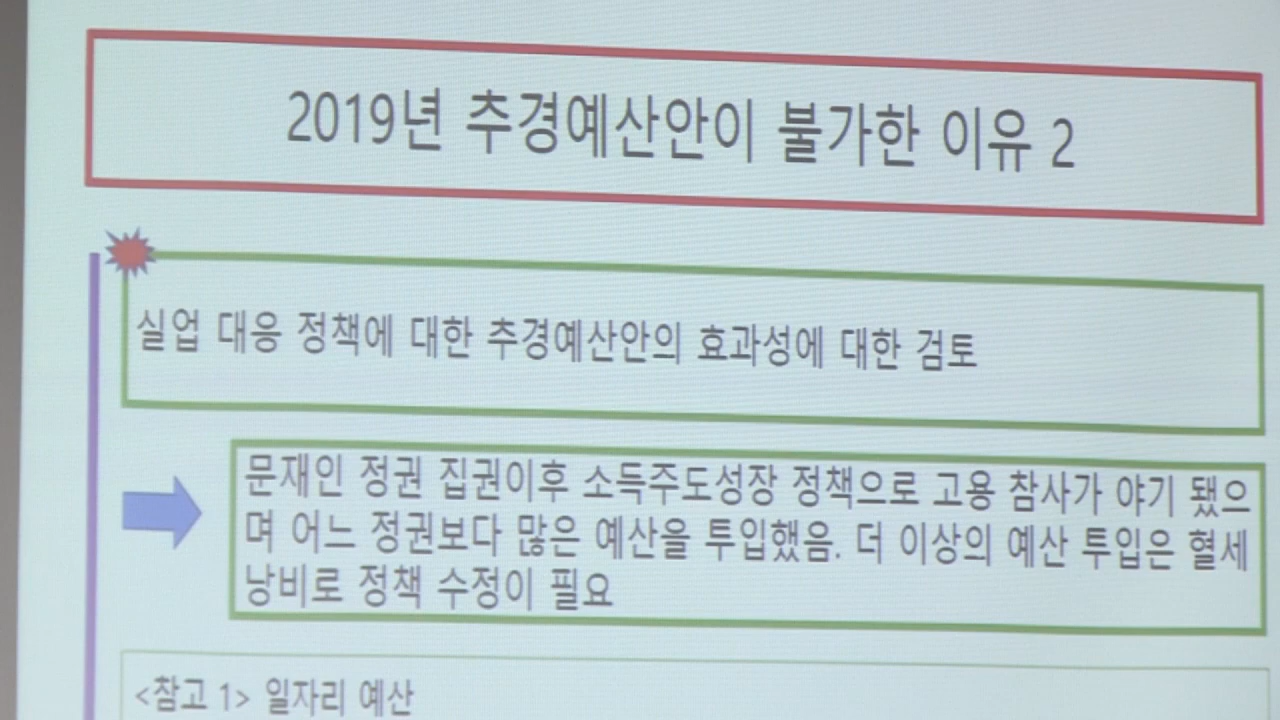 2019년 추경예산안이 불가한 이유 2
실업 대응 정책에 대한 추경예산안의 효과성에 대한 검토
문재인 정권 집권이후 소득주도성장 정책으로 고용 참사가 야기 됐으
며 어느 정권보다 많은 예산을 투입했음. 더 이상의 예산 투입은 혈세
낭비로 정책 수정이 필요
<참고 1> 일자리 예산